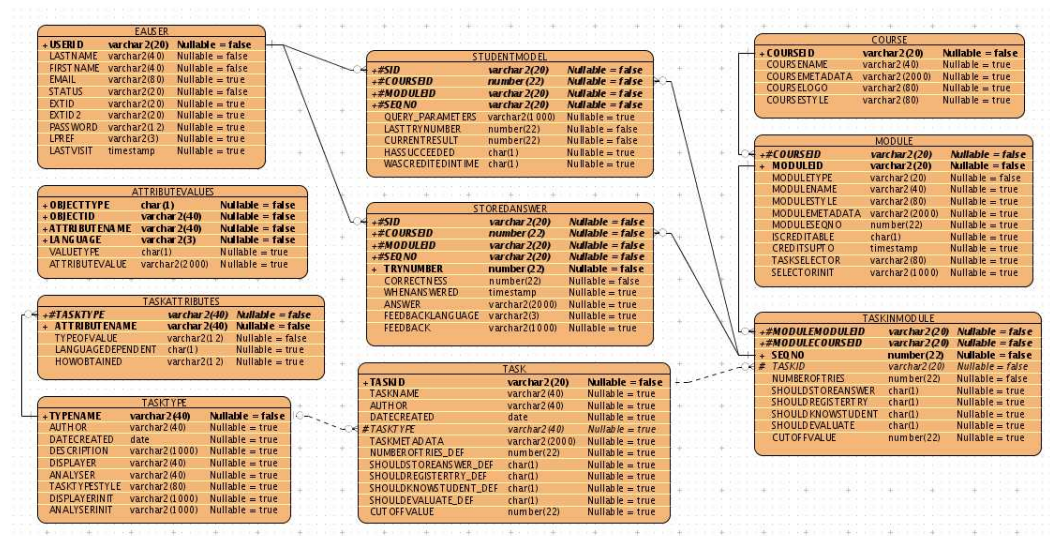 EAUSER
+USERID varchar2(20) Nullable = false
LASTNAME varchar2(40) Nullable = false
FIRSTNAME varchar2(40) Nullable = false
EMAIL varchar2(80) Nullable = true
STATUS varchar2(20) Nullable = false
EXTID varchar2(20) Nullable = true
EXTID2 varchar2(20) Nullable = true
PASSWORD varchar2(12) Nullable = true
LPREF varchar2(3) Nullable = true
LASTVISIT timestamp Nullable = true
ATTRIBUTEVALUES
+OBJECTTYPE char(1) Nullable = false
+OBJECTID varchar2(40) Nullable = false
+ATTRIBUTENAME varchar2(40) Nullable = false
+LANGUAGE varchar2(3) Nullable = false
VALUETYPE char(1) Nullable = true
ATTRIBUTEVALUE varchar2(2000) Nullable = true
TASKATTRIBUTES
+#TASKTYPE varchar2(40) Nullable = false
+ ATTRIBUTENAME varchar2(40) Nullable = false
TYPEOFVALUE varchar(12) Nullable = false
LANGUAGEDEPENDENT char(1) Nullable = true
HOWOBTAINED varchar2(12) Nullable = true
TASKTYPE
+TYPENAME varchar2(40) Nullable = false
AUTHOR varchar2(40) Nullable = true
DATECREATED date Nullable = true
DESCRIPTION varchar2(1000) Nullable = true
DISPLAYER varchar2(40) Nullable = true
ANALYSER varchar2(40) Nullable = true
TASKTYPESTYLE varchar2(80) Nullable = true
DISPLAYERINIT varchar2(1000) Nullable = true
ANALYSERINIT varchar2(1000) Nullable = true
STUDENTMODEL
+#SID varchar2(20) Nullable = false
+#COURSEID number(22) Nullable = false
+#MODULEID varchar2(20) Nullable = false
+#SEQNO varchar2(20) Nullable = false
QUERY_PARAMETERS varchar2(1000) Nullable = true
LASTTRYNUMBER number(22) Nullable = false
CURRENTRESULT number(22) Nullable = false
HASSUCCEEDED char(1) Nullable = true
WASCREDITEDINTIME char(1) Nullable = true
STOREDANSWER
+#SID varchar2(20) Nullable = false
+#COURSEID number(22) Nullable = false
+#MODULEID varchar2(20) Nullable = false
+#SEQNO varchar2(20) Nullable = false
+ TRYNUMBER number(22) Nullable = false
CORRECTNESS number(22) Nullable = false
WHENANSWERED timestamp Nullable = true
ANSWER varchar2(2000) Nullable = true
FEEDBACKLANGUAGE varchar2(3) Nullable = true
FEEDBACK varchar2(1000) Nullable = true
TASK
+TASKID varchar2(20) Nullable = false
TASKNAME varchar2(40) Nullable = true
AUTHOR varchar2(40) Nullable = true
DATECREATED date Nullable = true
#TASKTYPE varchar2(40) Nullable = true
TASKMETADATA varchar2(2000) Nullable = true
NUMBEROFTRIES_DEF number(22) Nullable = true
SHOULDSTOREANSWER_DEF char(1) Nullable = true
SHOULDREGISTERTRY_DEF char(1) Nullable = true
SHOULDKNOWSTUDENT_DEF char(1) Nullable = true
SHOULDEVALUATE_DEF char(1) Nullable = true
CUTOFFVALUE number(22) Nullable = true
COURSE
+COURSEID varchar2(20) Nullable = false
COURSENAME varchar2(40) Nullable = true
COURSEMETADATA varchar2(2000) Nullable = true
COURSELOGO varchar2(80) Nullable = true
COURSESTYLE varchar2(80) Nullable = true
MODULE
+#COURSEID varchar2(20) Nullable = false
+ MODULEID varchar2(20) Nullable = false
MODULETYPE varchar2(20) Nullable = false
MODULENAME varchar2(40) Nullable = true
MODULESTYLE varchar2(80) Nullable = true
MODULEMETADATA varchar2(2000) Nullable = true
MODULESEQNO number(22) Nullable = true
ISCREDITABLE char(1) Nullable = true
CREDITSUPTO timestamp Nullable = true
TASKSELECTOR varchar2(80) Nullable = true
SELECTORINIT varchar2(1000) Nullable = true
TASKINMODULE
+#MODULEMODULEID varchar2(20) Nullable = false
+#MODULECOURSEID varchar2(20) Nullable = false
+ SEQNO number(22) Nullable = false
# TASKID varchar2(20) Nullable = false
NUMBEROFTRIES number(22) Nullable = false
SHOULDSTOREANSWER char(1) Nullable = true
SHOULDREGISTERTRY char(1) Nullable = true
SHOULDKNOWSTUDENT char(1) Nullable = true
SHOULDEVALUATE char(1) Nullable = true
CUTOFFVALUE number(22) Nullable = true